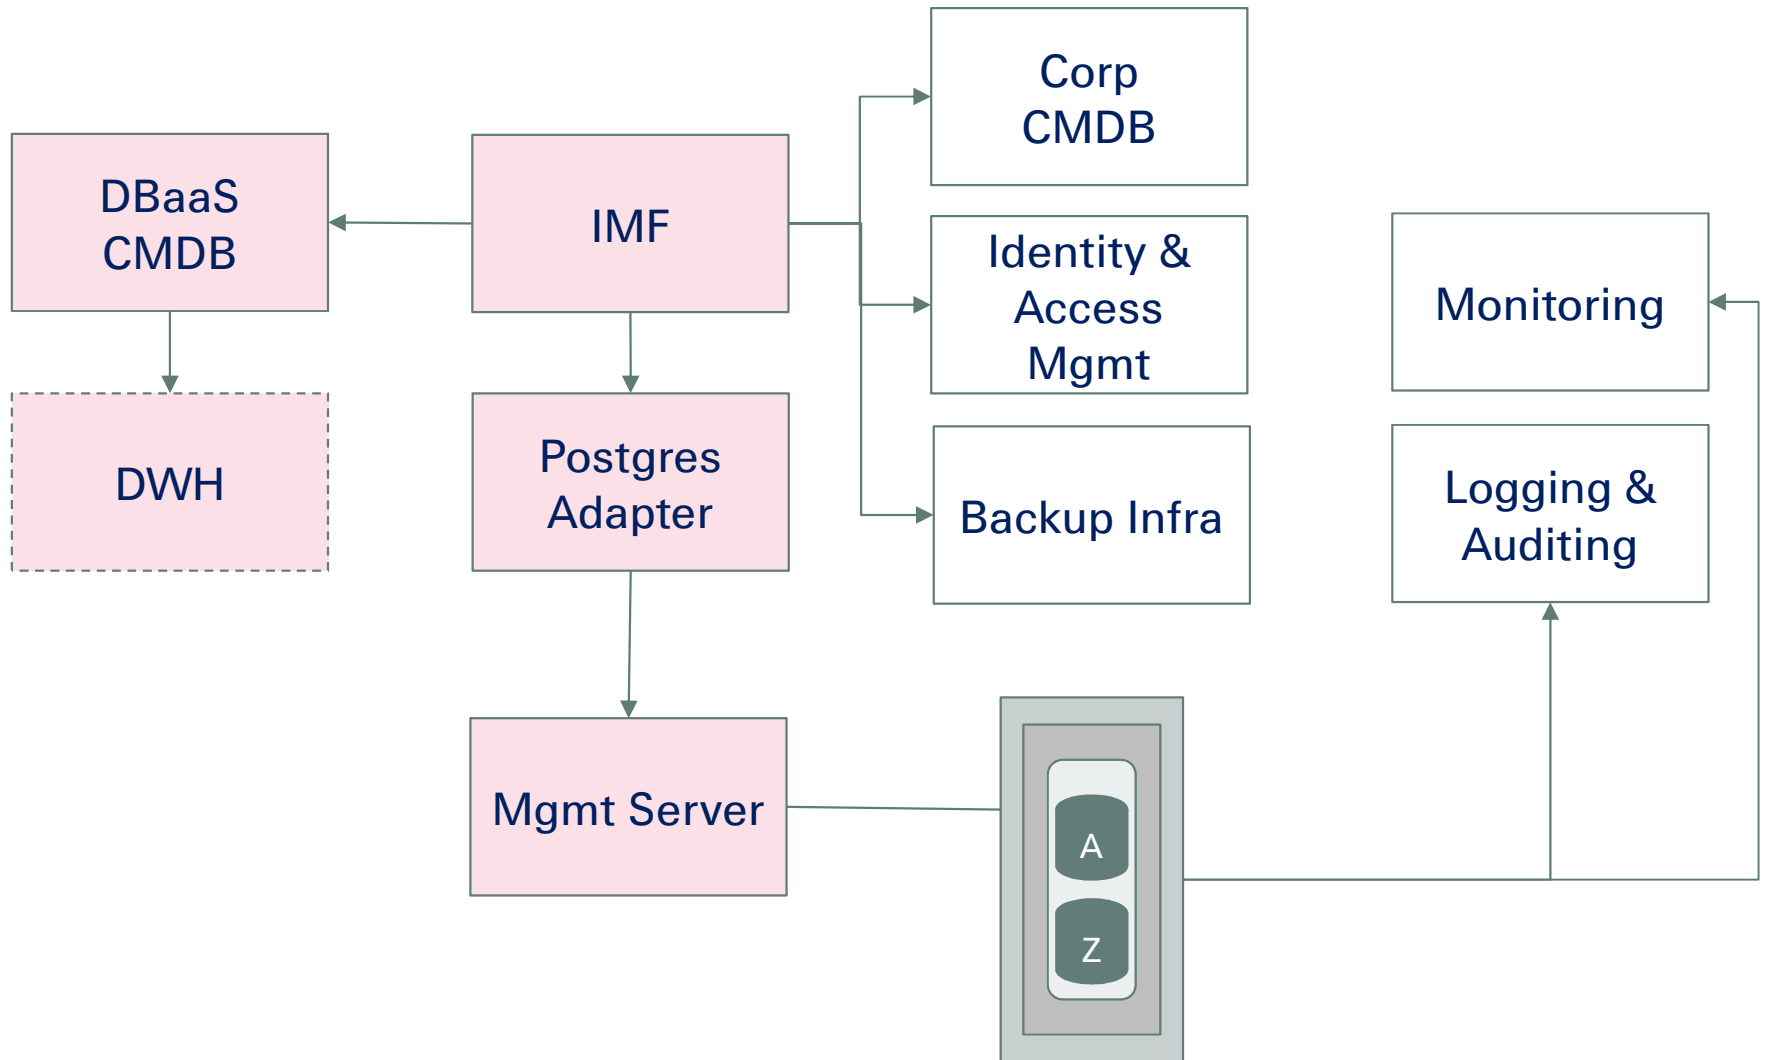 Corp
CMDB
DBaaS
CMDB
IMF
Identity &
Access
Mgmt
Monitoring
DWH
Postgres
Adapter
Backup Infra
Logging &
Auditing
Mgmt Server
A
Z